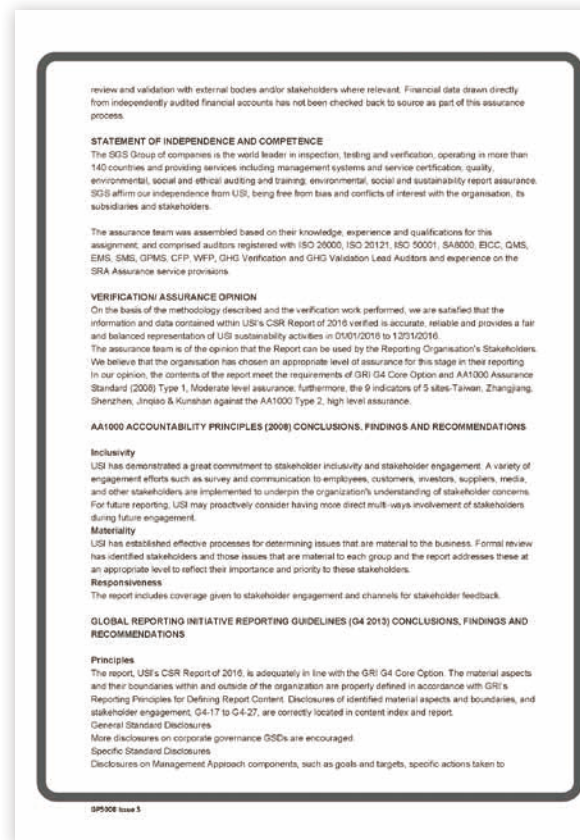 review and validation with external bodies and/or stakeholders where relevant. Financial data drawn directly
from independently audited financial accounts has not been checked back to source as part of this assurance
process.
STATEMENT OF INDEPENDENCE AND COMPETENCE
The SGS Group of companies is the world leader in inspection, testing and verification, operating in more than
140 countries and providing services including management systems and service certification; quality,
environmental, social and ethical auditing and training; environmental, social and sustainability report assurance.
SGS affirm our independence from USI, being free from bias and conflicts of interest with the organisation, its
subsidiaries and stakeholders.
The assurance team was assembled based on their knowledge, experience and qualifications for this
assignment, and comprised auditors registered with ISO 26000, ISO 20121, ISO 50001, SA8000, EICC, QMS,
EMS, SMS, GPMS, CFP, WFP, GHG Verification and GHG Validation Lead Auditors and experience on the
SRA Assurance service provisions.
VERIFICATION/ ASSURANCE OPINION
On the basis of the methodology described and the verification work performed, we are satisfied that the
information and data contained within USI's CSR Report of 2016 verified is accurate, reliable and provides a fair
and balanced representation of USI sustainability activities in 01/01/2016 to 12/31/2016.
The assurance team is of the opinion that the Report can be used by the Reporting Organisation's Stakeholders.
We believe that the organisation has chosen an appropriate level of assurance for this stage in their reporting.
In our opinion, the contents of the report meet the requirements of GRI G4 Core Option and AA1000 Assurance
Standard (2008) Type 1, Moderate level assurance; furthermore, the 9 indicators of 5 sites-Taiwan, Zhangjiang,
Shenzhen, Jinqiao & Kunshan against the AA1000 Type 2, high level assurance.
AA1000 ACCOUNTABILITY PRINCIPLES (2008) CONCLUSIONS, FINDINGS AND RECOMMENDATIONS
Inclusivity
USI has demonstrated a great commitment to stakeholder inclusivity and stakeholder engagement. A variety of
engagement efforts such as survey and communication to employees, customers, investors, suppliers, media,
and other stakeholders are implemented to underpin the organization's understanding of stakeholder concerns.
For future reporting, USI may proactively consider having more direct multi-ways involvement of stakeholders
during future engagement.
Materiality
USI has established effective processes for determining issues that are material to the business. Formal review
has identified stakeholders and those issues that are material to each group and the report addresses these at
an appropriate level to reflect their importance and priority to these stakeholders.
Responsiveness
The report includes coverage given to stakeholder engagement and channels for stakeholder feedback.
GLOBAL REPORTING INITIATIVE REPORTING GUIDELINES (G4 2013) CONCLUSIONS, FINDINGS AND
RECOMMENDATIONS
Principles
The report, USI's CSR Report of 2016, is adequately in line with the GRI G4 Core Option. The material aspects
and their boundaries within and outside of the organization are properly defined in accordance with GRI's
Reporting Principles for Defining Report Content. Disclosures of identified material aspects and boundaries, and
stakeholder engagement, G4-17 to G4-27, are correctly located in content index and report.
General Standard Disclosures
More disclosures on corporate governance GSDs are encouraged.
Specific Standard Disclosures
Disclosures on Management Approach components, such as goals and targets, specific actions taken to
GP5008 Issue 5